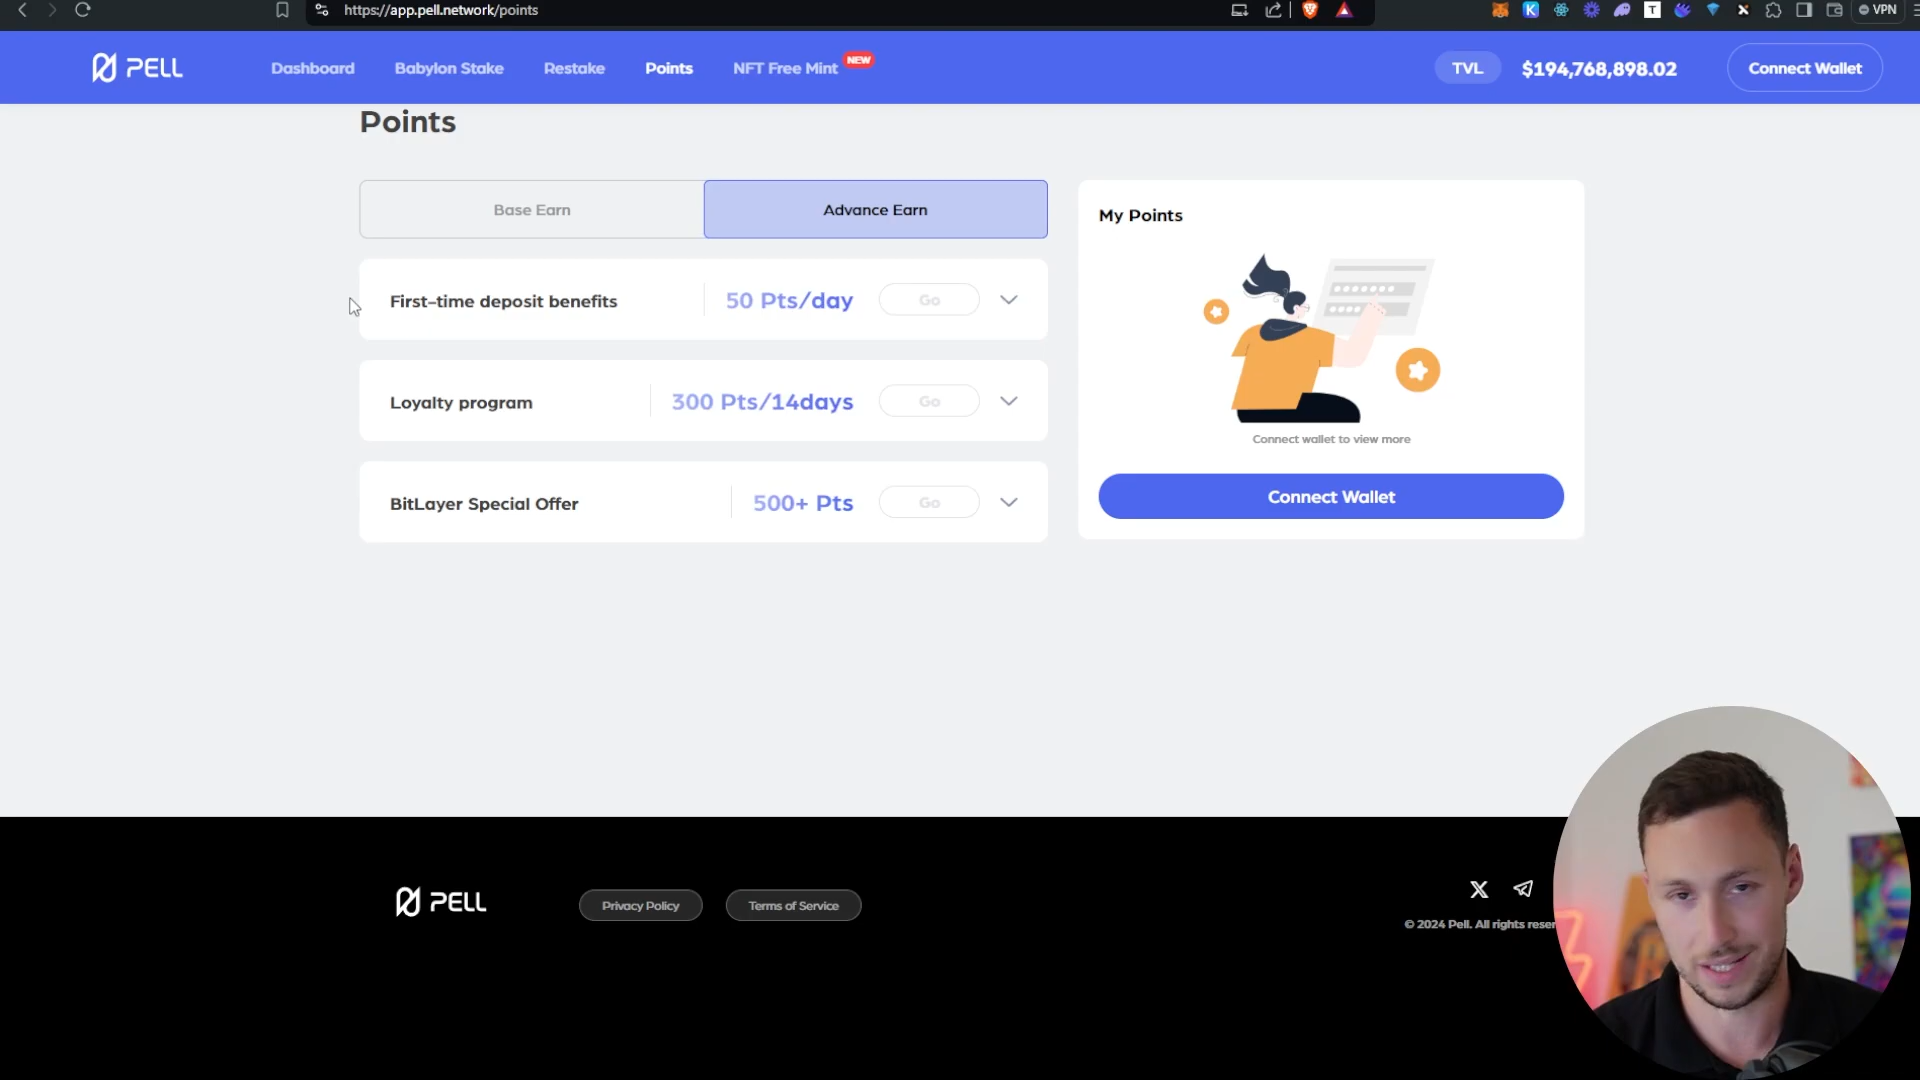 https://app.pell.network/points
VPN
PELL
Dashboard
Babylon Stake
Restake
Points
NFT Free Mint
NEW
TVL
$194,768,898.02
Connect Wallet
Points
Base Earn
Advance Earn
First-time deposit benefits
50 Pts/day
Go
Loyalty program
300 Pts/14days
Go
BitLayer Special Offer
500+ Pts
Go
My Points
Connect wallet to view more
Connect Wallet
PELL
Privacy Policy
Terms of Service
© 2024 Pell. All rights reser